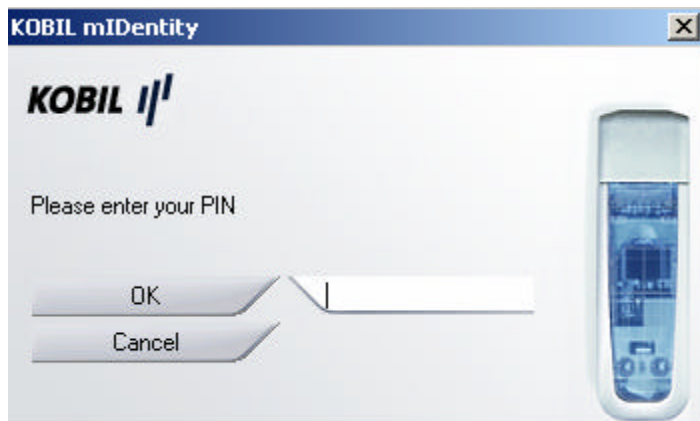 KOBIL mIDentity
KOBIL
Please enter your PIN
OK
Cancel